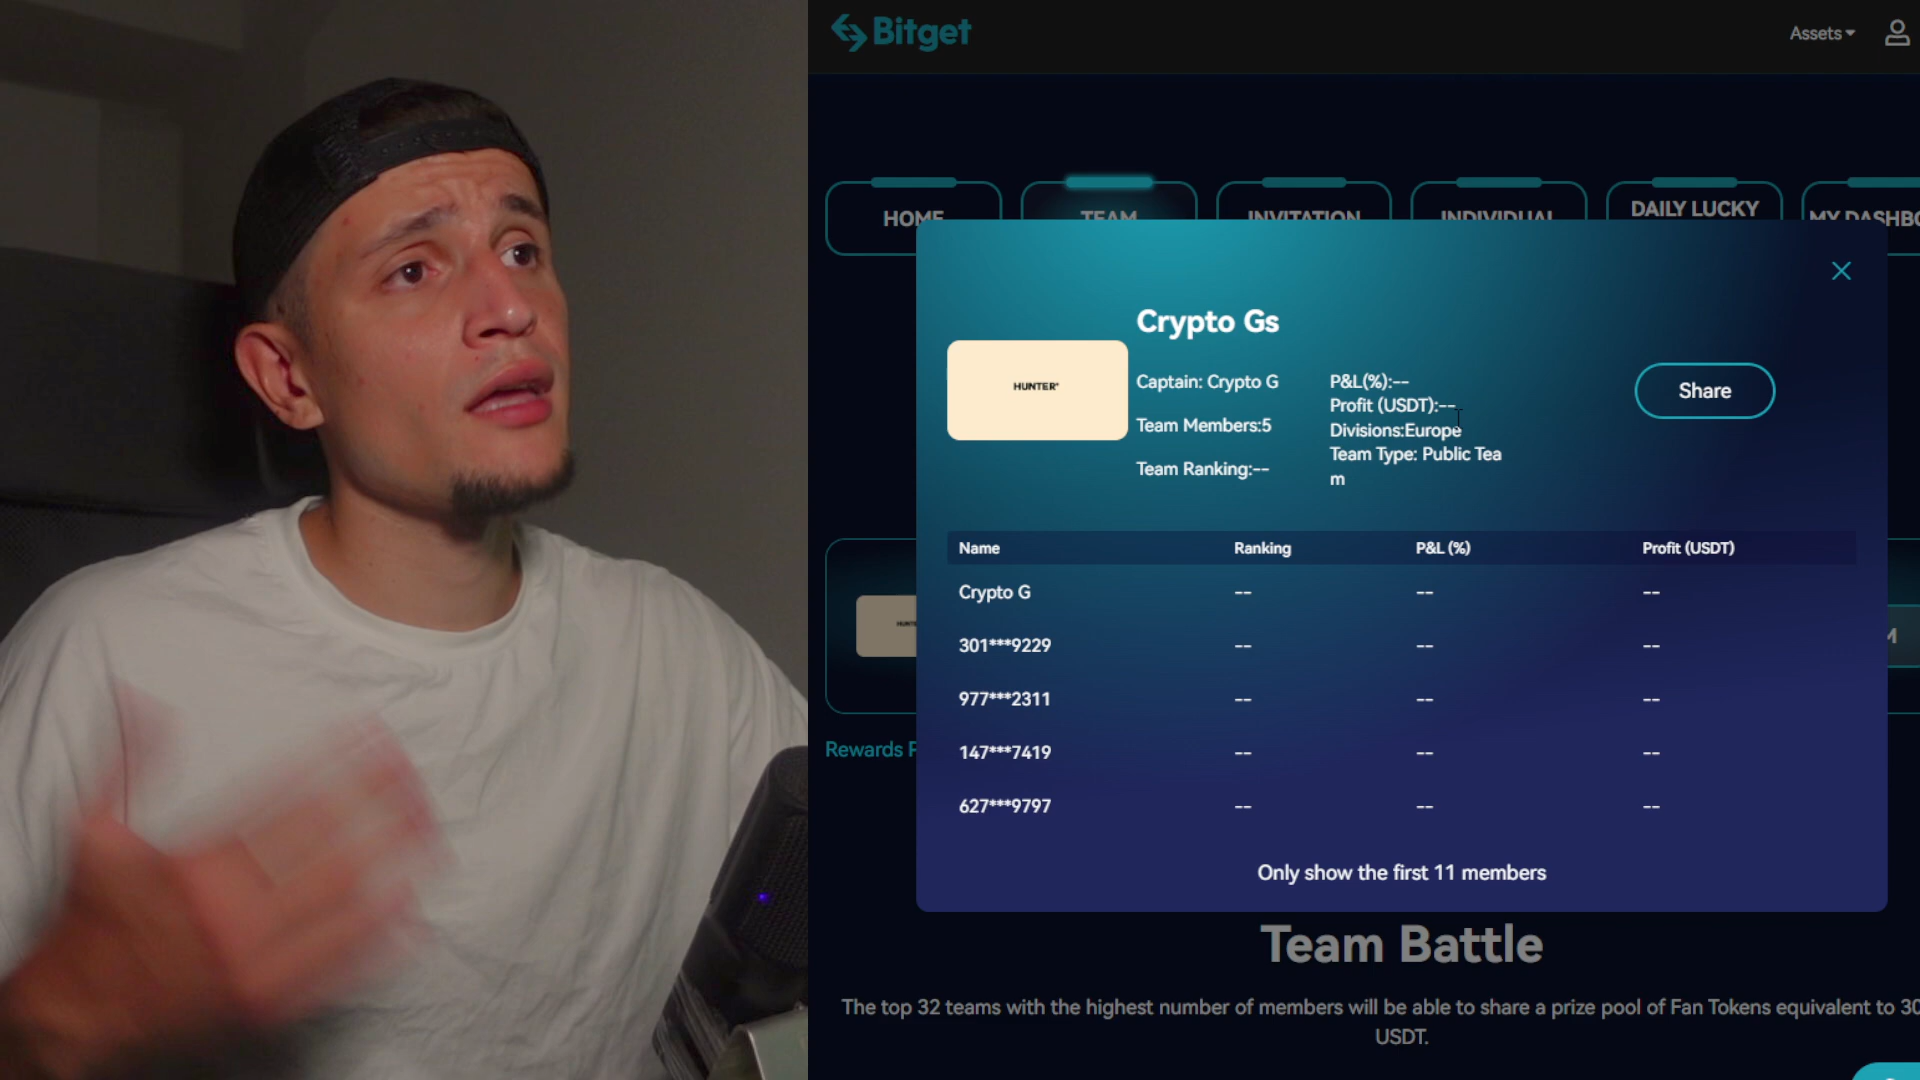 Bitget
Assets
HOME
TEAM
INVITATION
INDIVIDUAL
DAILY LUCKY
MY DASHBO
Crypto Gs
HUNTER
Captain: Crypto G
Team Members:5
Team Ranking:--
P&L(%):--
Profit (USDT):--
Divisions:Europe
Team Type: Public Tea
m
Share
Name Ranking P&L (%) Profit (USDT)
Crypto G -- -- --
301***9229 -- -- --
977***2311 -- -- --
147***7419 -- -- --
627***9797 -- -- --
Only show the first 11 members
Rewards
Team Battle
The top 32 teams with the highest number of members will be able to share a prize pool of Fan Tokens equivalent to 30
USDT.